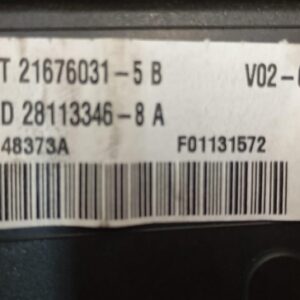 T 21676031-5 B V02-
D 28113346-8 A
48373A F01131572